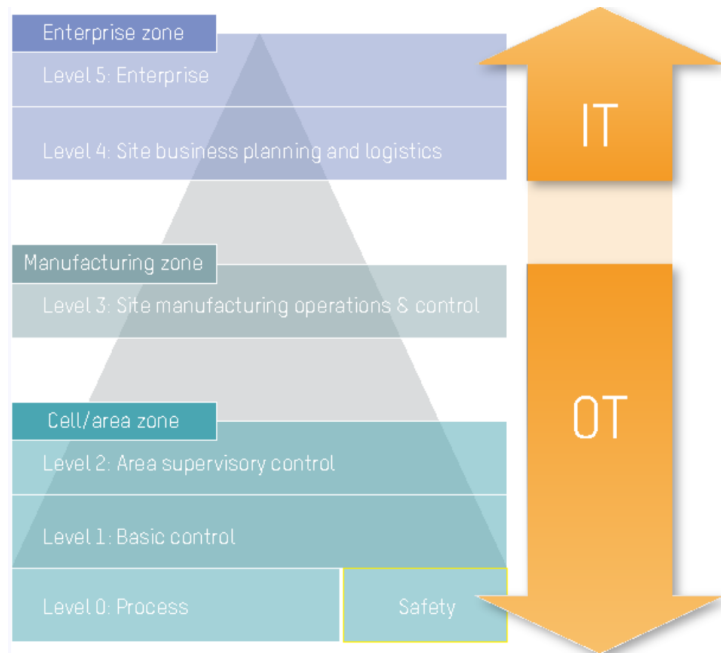 Enterprise zone
Level 5: Enterprise
Level 4: Site business planning and logistics
IT
Manufacturing zone
Level 3: Site manufacturing operations & control
OT
Cell/area zone
Level 2: Area supervisory control
Level 1: Basic control
Level 0: Process
Safety